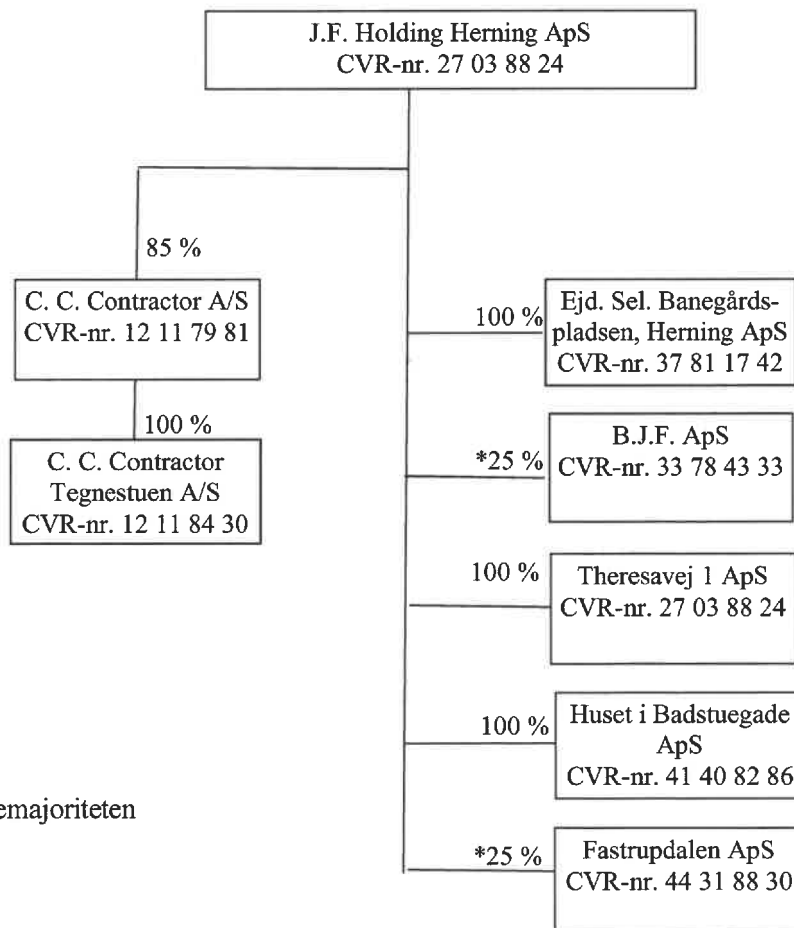 J.F. Holding Herning ApS
CVR-nr. 27 03 88 24
85 %
C. C. Contractor A/S
CVR-nr. 12 11 79 81
100 %
C. C. Contractor
Tegnestuen A/S
CVR-nr. 12 11 84 30
100 %
Ejd. Sel. Banegårds-
pladsen, Herning ApS
CVR-nr. 37 81 17 42
*25 %
B.J.F. ApS
CVR-nr. 33 78 43 33
100 %
Theresavej 1 ApS
CVR-nr. 27 03 88 24
100 %
Huset i Badstuegade
ApS
CVR-nr. 41 40 82 86
emajoriteten
*25 %
Fastrupdalen ApS
CVR-nr. 44 31 88 30